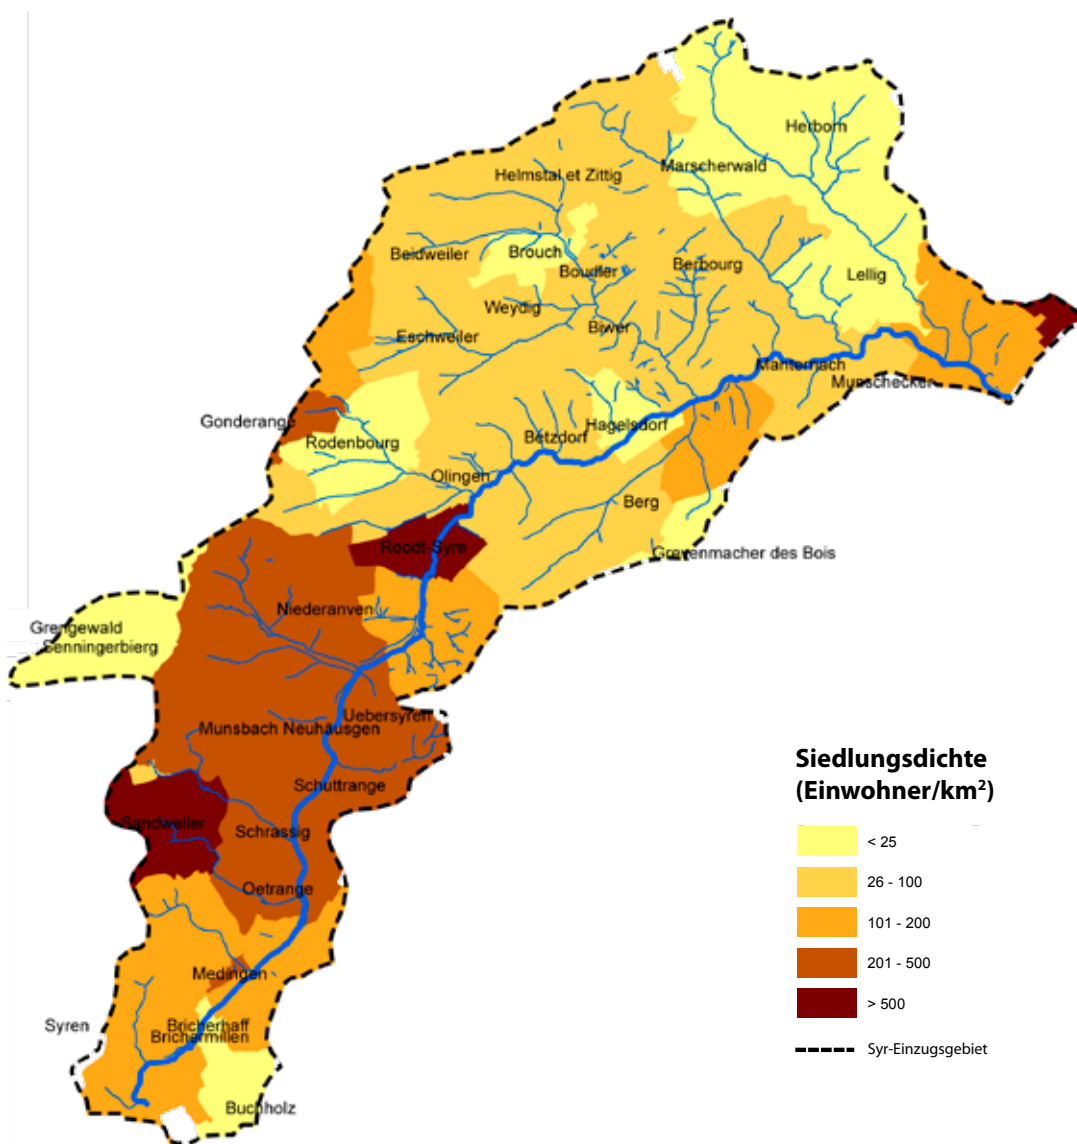 Herborn
Marscherwald
Helmstal et Zittig
Beidweiler
Brouch
Boudler
Berbourg
Lellig
Weydig
Eschweiler
Biwer
Manternach
Munschecker
Gonderange
Rodenbourg
Hagelsdorf
Betzdorf
Olingen
Berg
Roodt-Syre
Grevenmacher des Bois
Niederanven
Grengewald
Senningerbierg
Uebersyren
Munsbach Neuhäusgen
Schuttrange
Sandweiler
Schrassig
Oetrange
Medingen
Syren
Bricherhaff
Brichermillen
Buchholz
Siedlungsdichte
(Einwohner/km²)
< 25
26 - 100
101 - 200
201 - 500
> 500
Syr-Einzugsgebiet